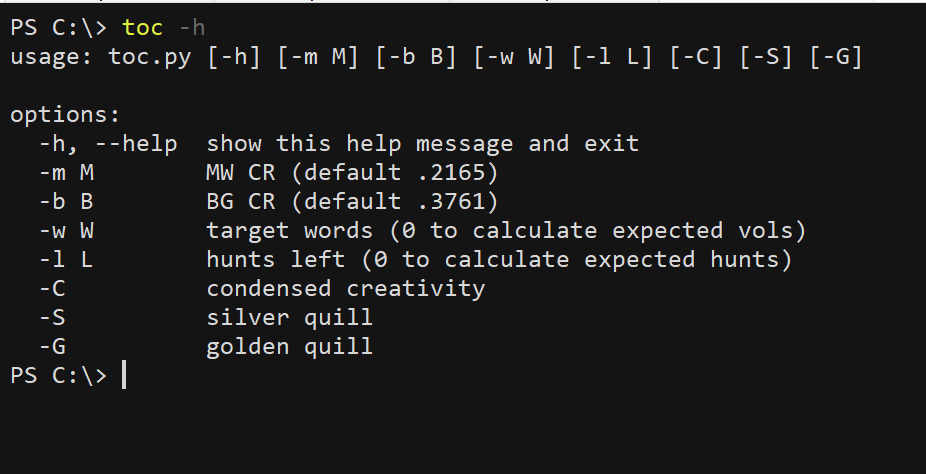 PS C:\> toc -h
usage: toc.py [-h] [-m M] [-b B] [-w W] [-l L] [-C] [-S] [-G]
options:
-h, --help  show this help message and exit
-m M        MW CR (default .2165)
-b B        BG CR (default .3761)
-w W        target words (0 to calculate expected vols)
-l L        hunts left (0 to calculate expected hunts)
-C          condensed creativity
-S          silver quill
-G          golden quill
PS C:\>